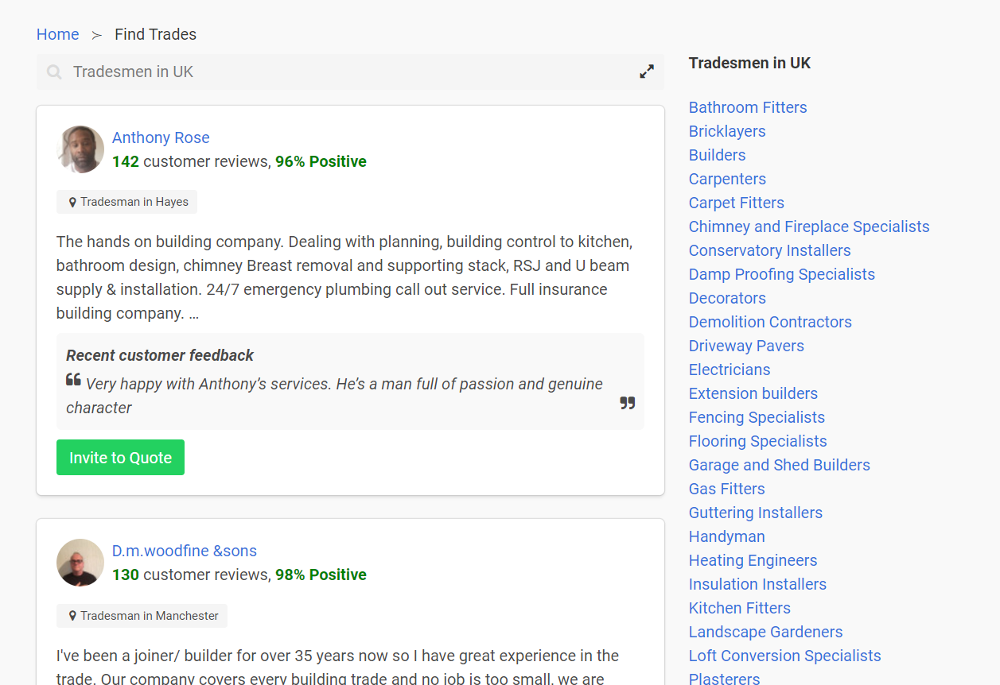 Home ≻ Find Trades
Tradesmen in UK
Anthony Rose
142 customer reviews, 96% Positive
Tradesman in Hayes
The hands on building company. Dealing with planning, building control to kitchen,
bathroom design, chimney Breast removal and supporting stack, RSJ and U beam
supply & installation. 24/7 emergency plumbing call out service. Full insurance
building company. ...
Recent customer feedback
“ Very happy with Anthony’s services. He’s a man full of passion and genuine
character ”
Invite to Quote
D.m.woodfine &sons
130 customer reviews, 98% Positive
Tradesman in Manchester
I've been a joiner/ builder for over 35 years now so I have great experience in the
trade. Our company covers every building trade and no job is too small, we are
Tradesmen in UK
Bathroom Fitters
Bricklayers
Builders
Carpenters
Carpet Fitters
Chimney and Fireplace Specialists
Conservatory Installers
Damp Proofing Specialists
Decorators
Demolition Contractors
Driveway Pavers
Electricians
Extension builders
Fencing Specialists
Flooring Specialists
Garage and Shed Builders
Gas Fitters
Guttering Installers
Handyman
Heating Engineers
Insulation Installers
Kitchen Fitters
Landscape Gardeners
Loft Conversion Specialists
Plasterers